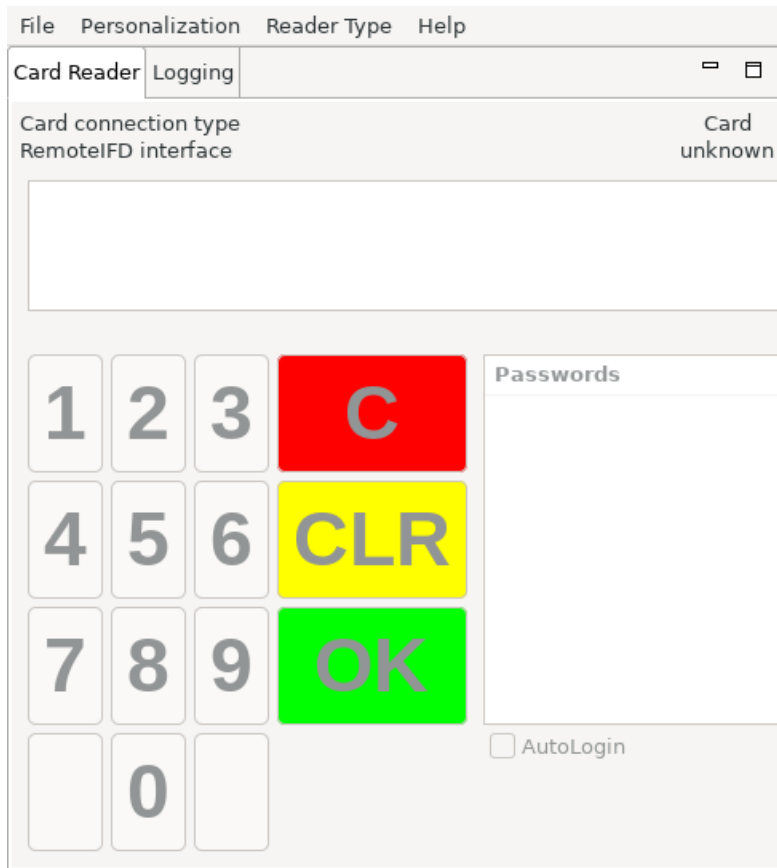 File Personalization Reader Type Help
Card Reader Logging
Card connection type Card
RemoteIFD interface unknown
1 2 3 C Passwords
4 5 6 CLR
7 8 9 OK
AutoLogin
0